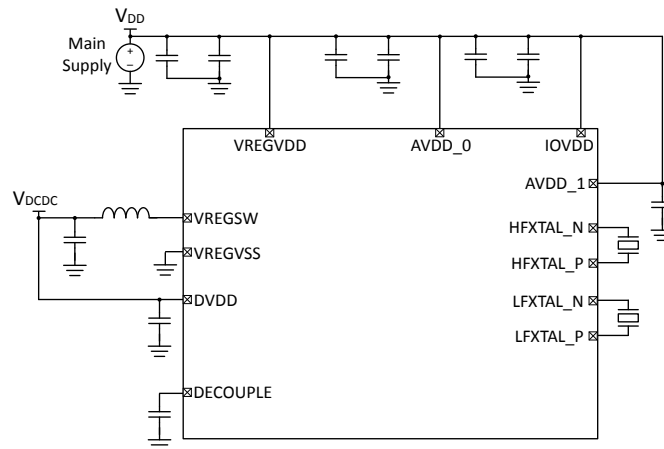 VDD
Main
Supply
+
−
VREGVDD
AVDD_0
IOVDD
AVDD_1
VDCDC
VREGSW
HFXTAL_N
VREGVSS
HFXTAL_P
DVDD
LFXTAL_N
LFXTAL_P
DECOUPLE